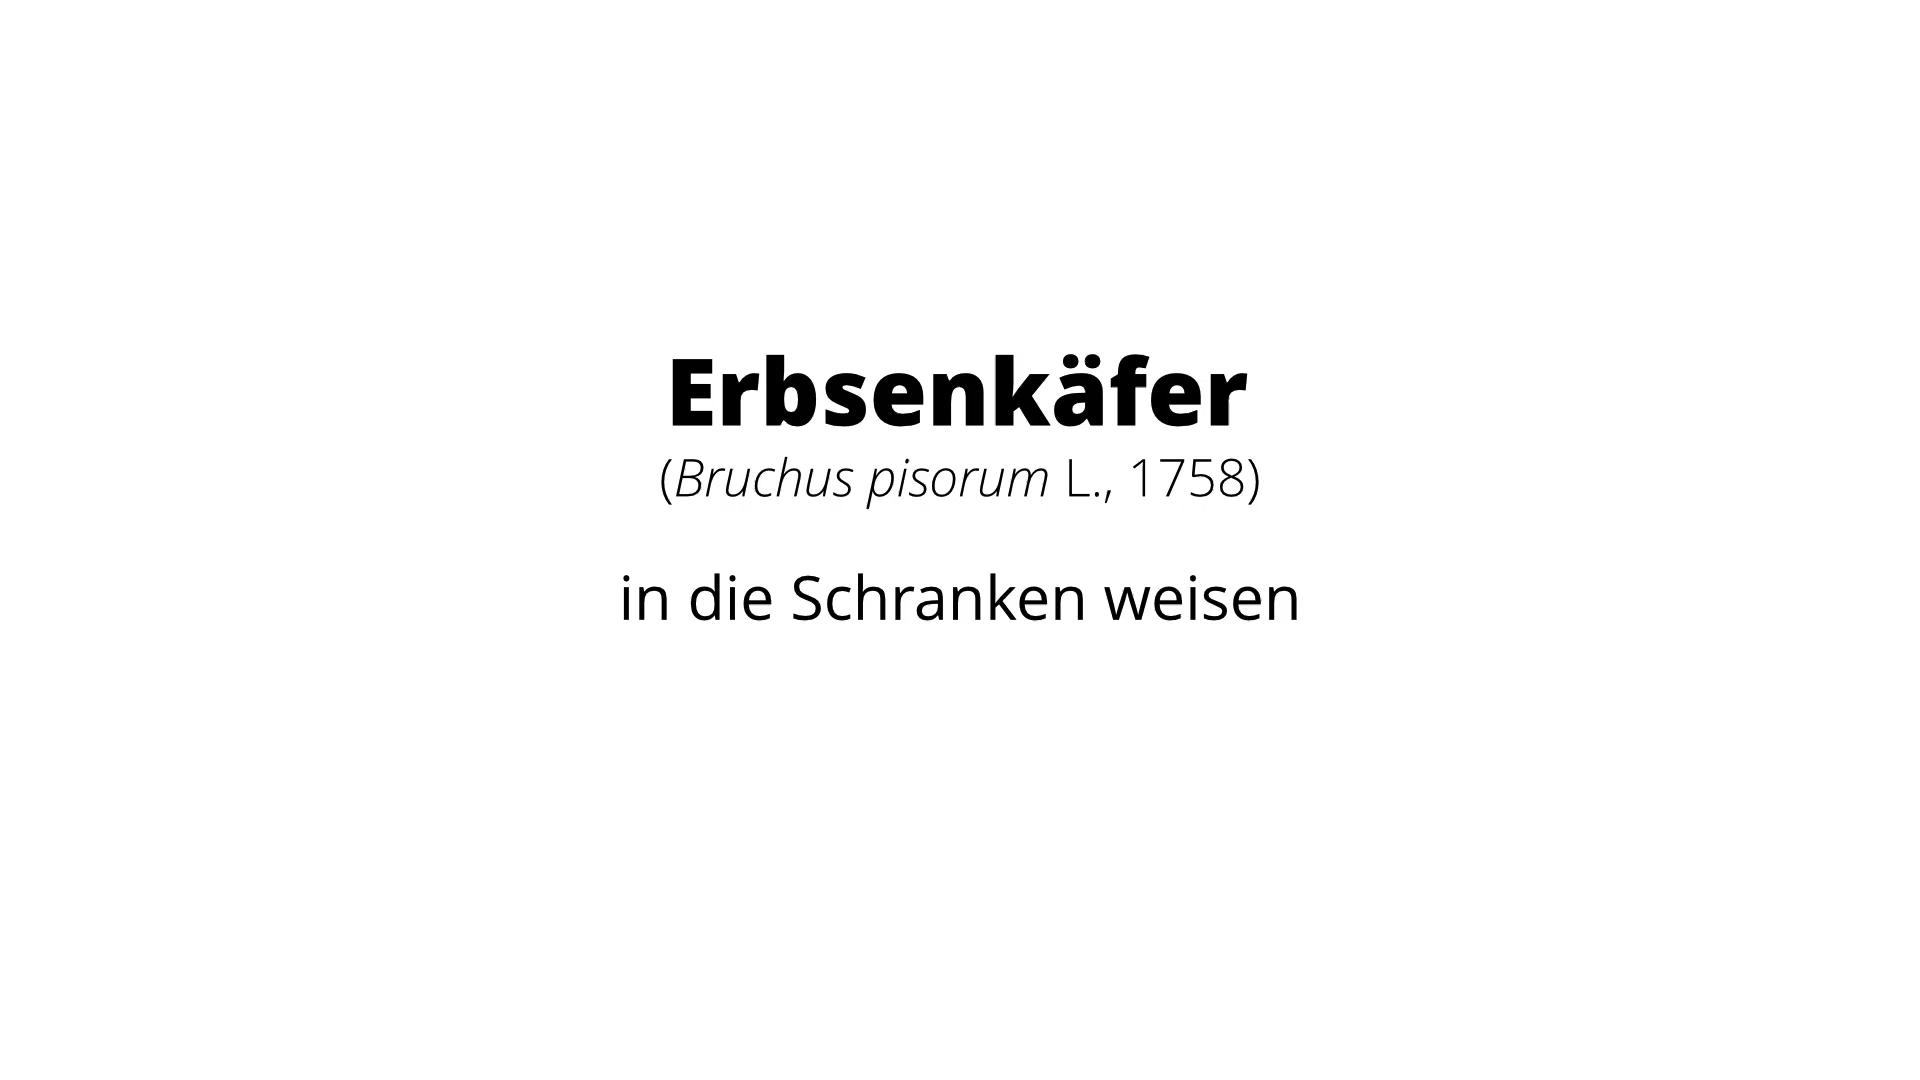 Erbsenkäfer
(Bruchus pisorum L., 1758)
in die Schranken weisen